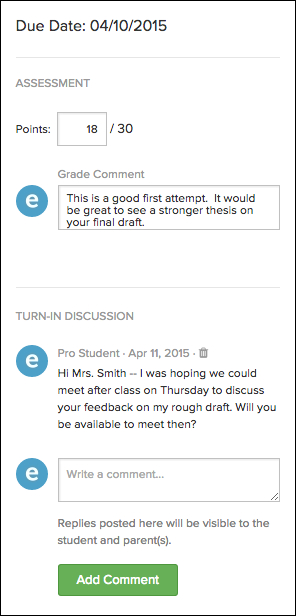 Due Date: 04/10/2015
ASSESSMENT
Points: 18 / 30
Grade Comment
e
This is a good first attempt.  It would
be great to see a stronger thesis on
your final draft.
TURN-IN DISCUSSION
e
Pro Student · Apr 11, 2015 ·
Hi Mrs. Smith -- I was hoping we could
meet after class on Thursday to discuss
your feedback on my rough draft. Will you
be available to meet then?
e
Write a comment...
Replies posted here will be visible to the
student and parent(s).
Add Comment